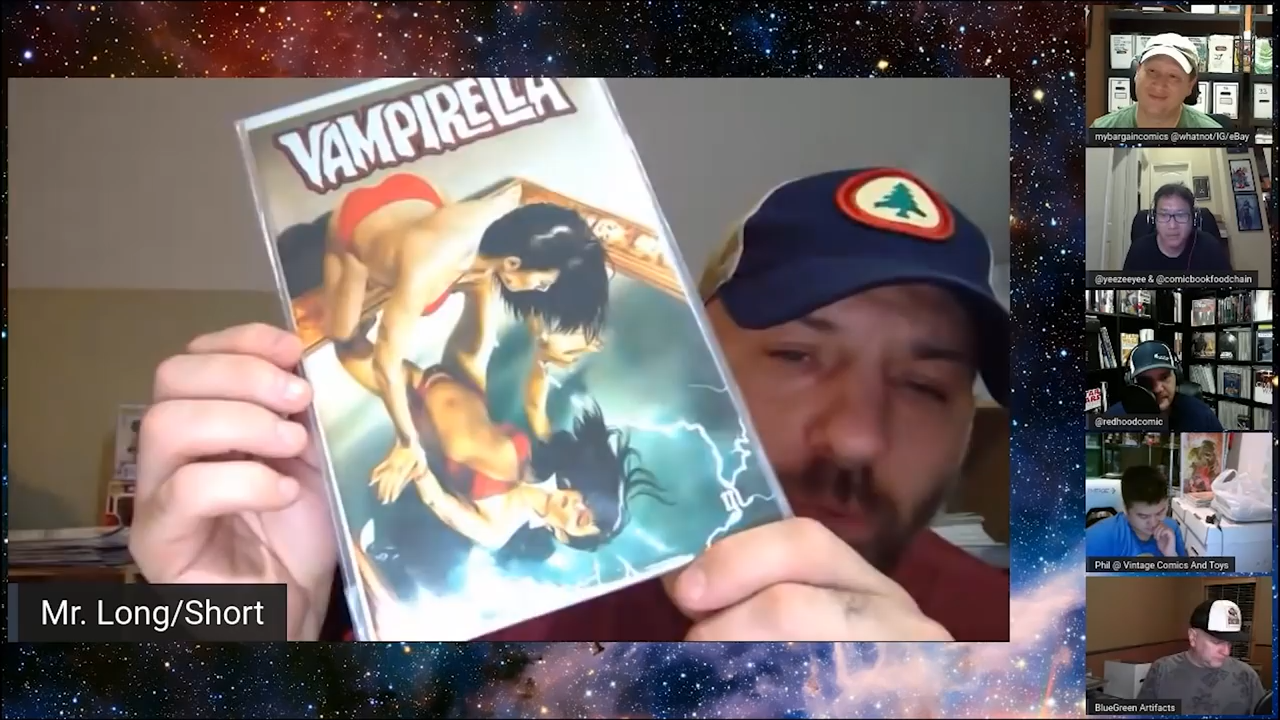 VAMPIRELLA
Mr. Long/Short
mybargaincomics @whatnot/IG/eBay
@yeezeeyee & @comicbookfoodchain
@redhoodcomic
Phil @ Vintage Comics And Toys
BlueGreen Artifacts